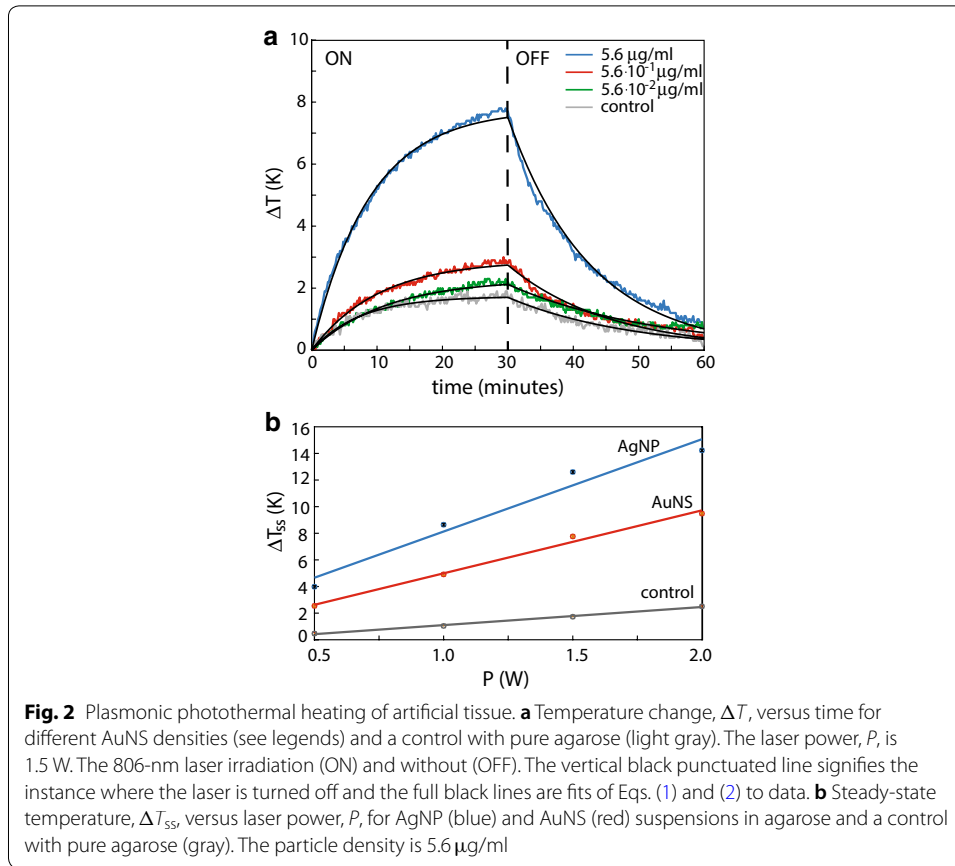 a
10
ON
OFF
5.6 μg/ml
5.6·10⁻¹μg/ml
5.6·10⁻²μg/ml
control
8
6
4
2
0
ΔT (K)
0 10 20 30 40 50 60
time (minutes)
b
16
14
12
10
8
6
4
2
0
ΔTss (K)
AgNP
AuNS
control
0.5 1.0 1.5 2.0
P (W)
Fig. 2 Plasmonic photothermal heating of artificial tissue. a Temperature change, ΔT, versus time for
different AuNS densities (see legends) and a control with pure agarose (light gray). The laser power, P, is
1.5 W. The 806-nm laser irradiation (ON) and without (OFF). The vertical black punctuated line signifies the
instance where the laser is turned off and the full black lines are fits of Eqs. (1) and (2) to data. b Steady-state
temperature, ΔTss, versus laser power, P, for AgNP (blue) and AuNS (red) suspensions in agarose and a control
with pure agarose (gray). The particle density is 5.6 μg/ml